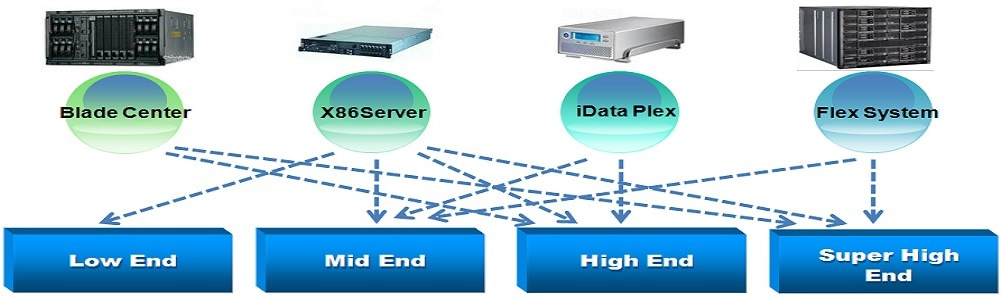 Blade Center
X86Server
iData Plex
Flex System
Low End
Mid End
High End
Super High
End